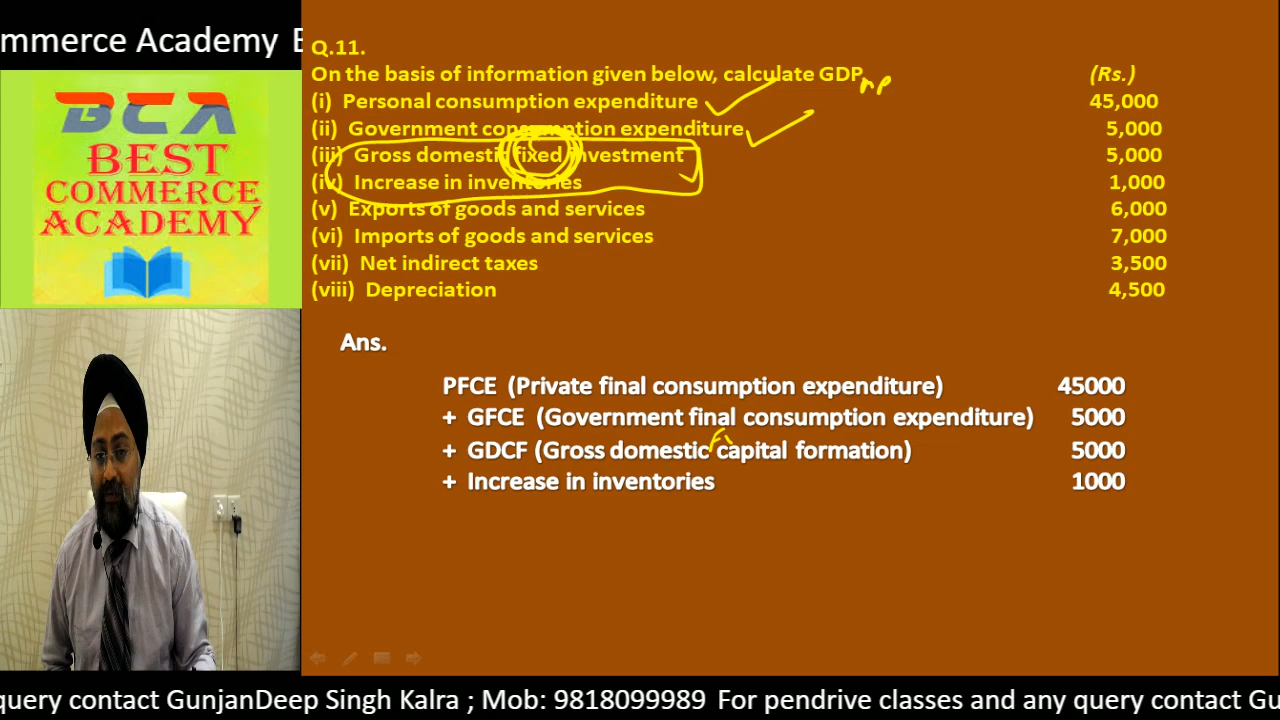 mmerce Academy
Q.11.
On the basis of information given below, calculate GDP mp (Rs.)
(i) Personal consumption expenditure 45,000
(ii) Government consumption expenditure 5,000
(iii) Gross domestic fixed investment 5,000
(iv) Increase in inventories 1,000
(v) Exports of goods and services 6,000
(vi) Imports of goods and services 7,000
(vii) Net indirect taxes 3,500
(viii) Depreciation 4,500
BCA
BEST
COMMERCE
ACADEMY
Ans.
PFCE (Private final consumption expenditure) 45000
+ GFCE (Government final consumption expenditure) 5000
+ GDCF (Gross domestic capital formation) 5000
+ Increase in inventories 1000
query contact GunjanDeep Singh Kalra ; Mob: 9818099989 For pendrive classes and any query contact Gu